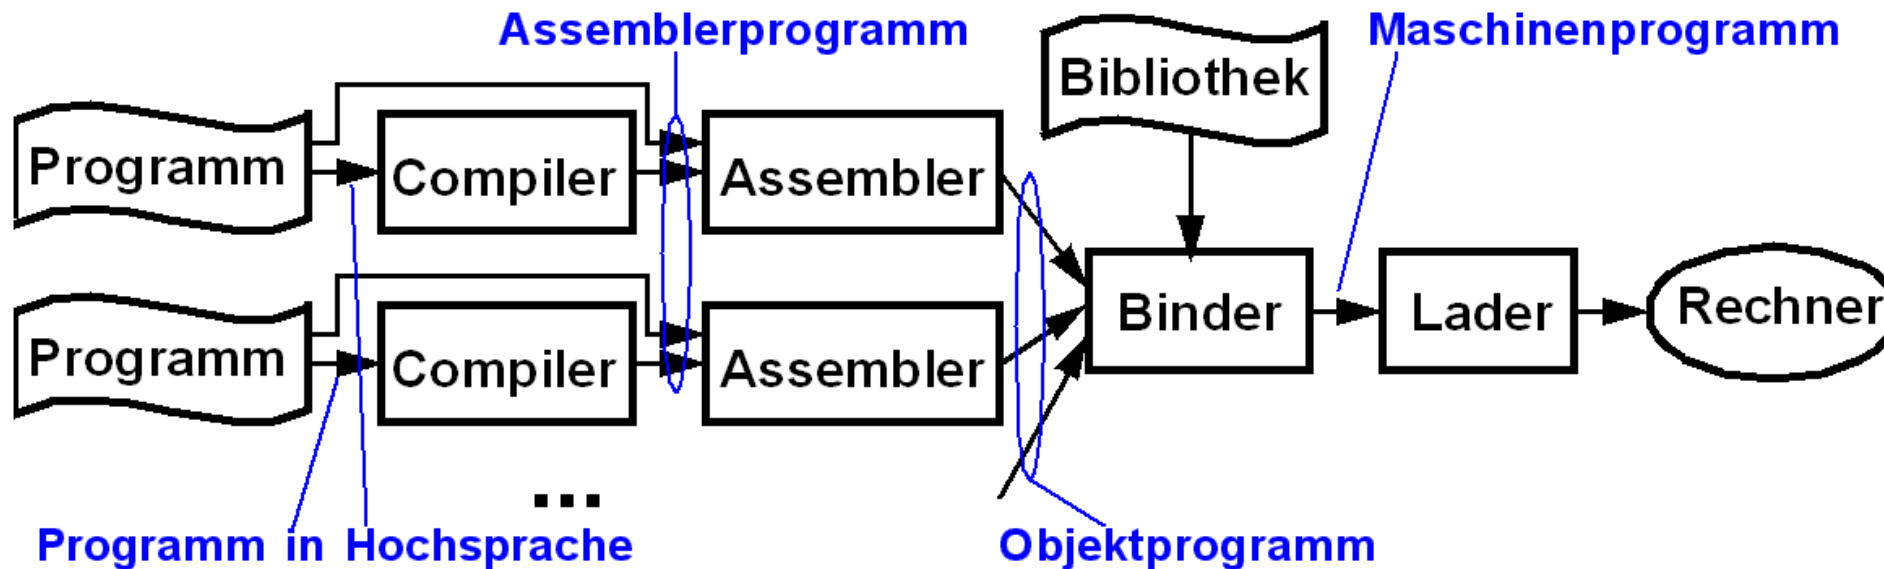 Assemblerprogramm
Maschinenprogramm
Bibliothek
Programm
Compiler
Assembler
Binder
Lader
Rechner
Programm
Compiler
Assembler
...
Programm in Hochsprache
Objektprogramm